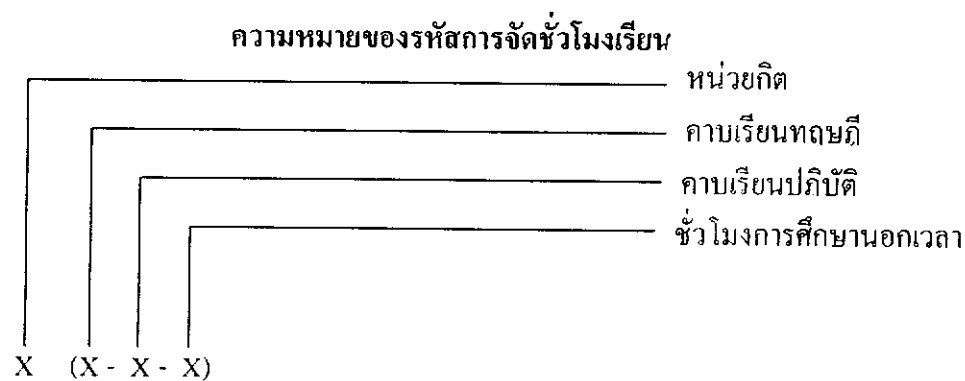 ความหมายของรหัสการจัดชั่วโมงเรียน
หน่วยกิต
คาบเรียนทฤษฎี
คาบเรียนปฏิบัติ
ชั่วโมงการศึกษานอกเวลา
X (X - X - X)